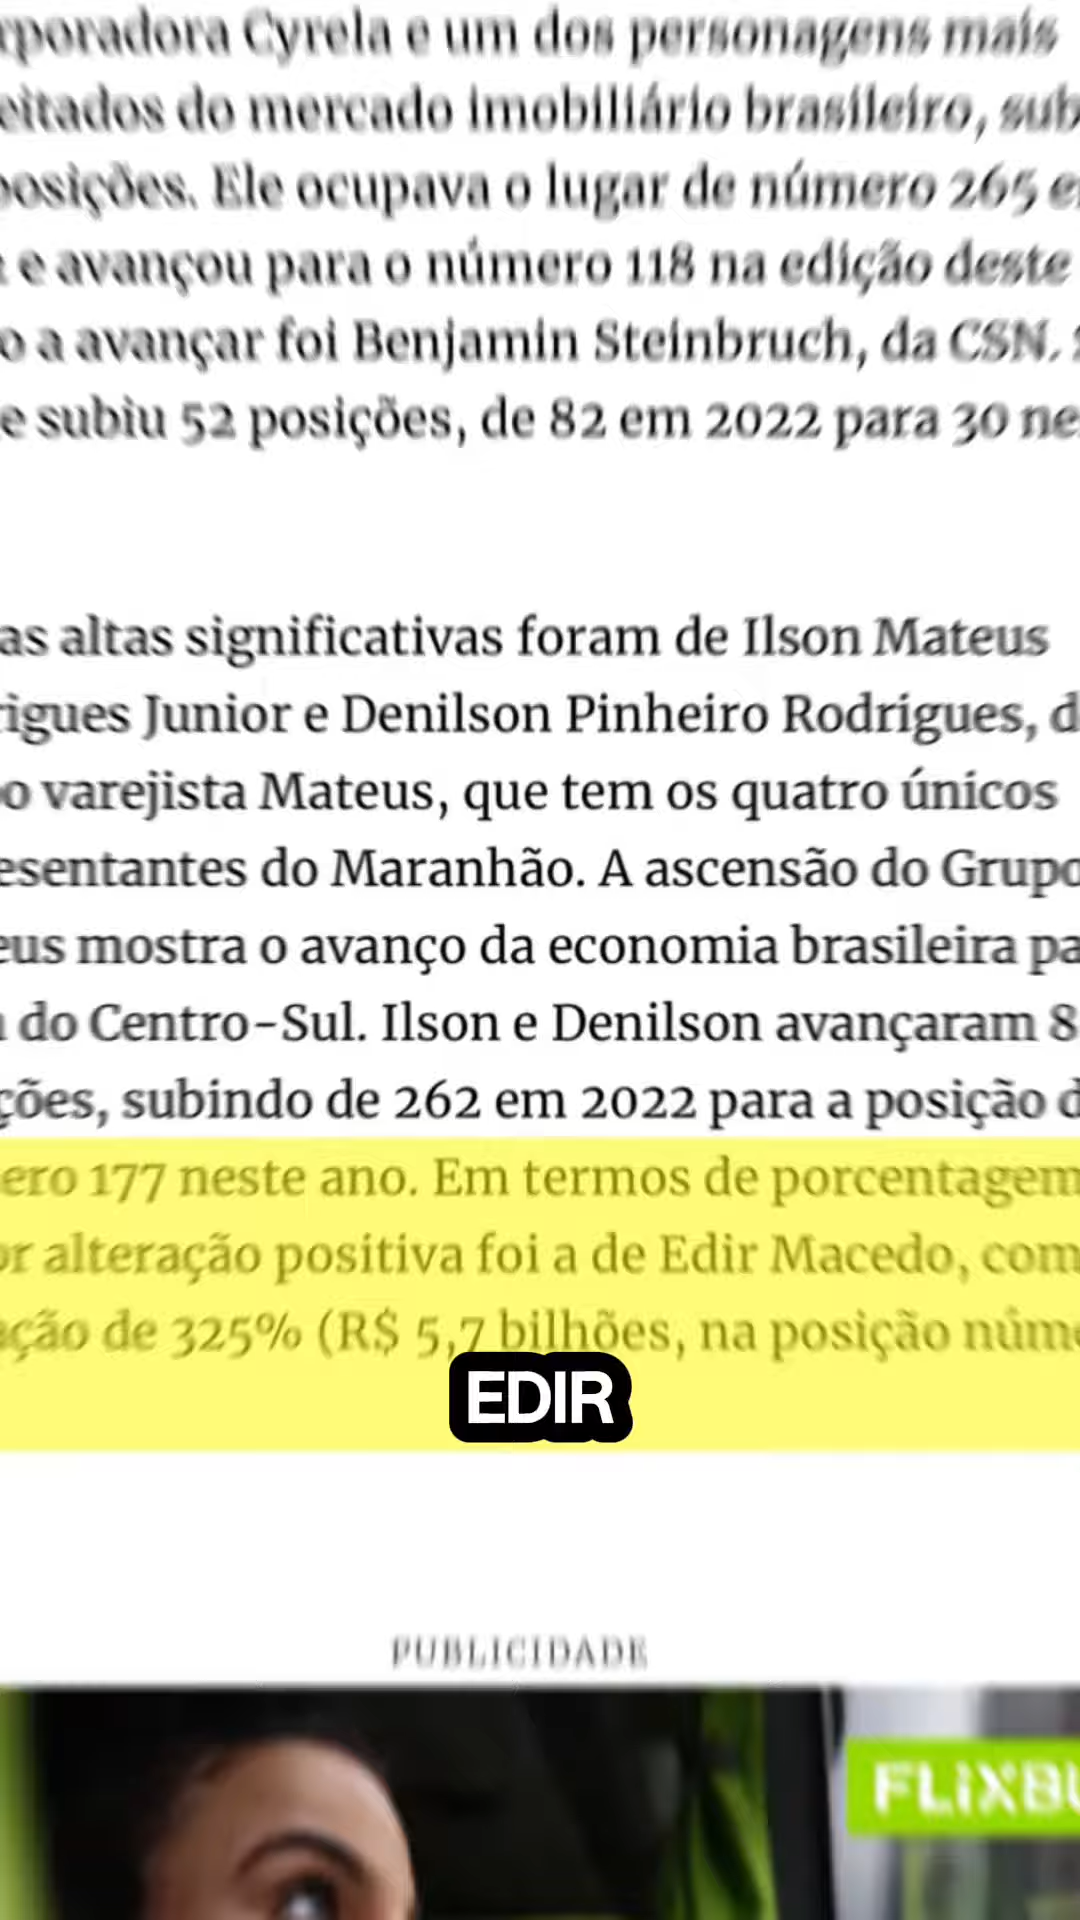 rporadora Cyrela e um dos personagens mais
eitados do mercado imobiliário brasileiro, sub
posições. Ele ocupava o lugar de número 265 e
e avançou para o número 118 na edição deste
o a avançar foi Benjamin Steinbruch, da CSN.
e subiu 52 posições, de 82 em 2022 para 30 ne
as altas significativas foram de Ilson Mateus
rigues Junior e Denilson Pinheiro Rodrigues, d
o varejista Mateus, que tem os quatro únicos
esentantes do Maranhão. A ascensão do Grupo
eus mostra o avanço da economia brasileira pa
do Centro-Sul. Ilson e Denilson avançaram 8
ções, subindo de 262 em 2022 para a posição d
ero 177 neste ano. Em termos de porcentagem
or alteração positiva foi a de Edir Macedo, com
ação de 325% (R$ 5,7 bilhões, na posição núme
EDIR
PUBLICIDADE
FLiXBU